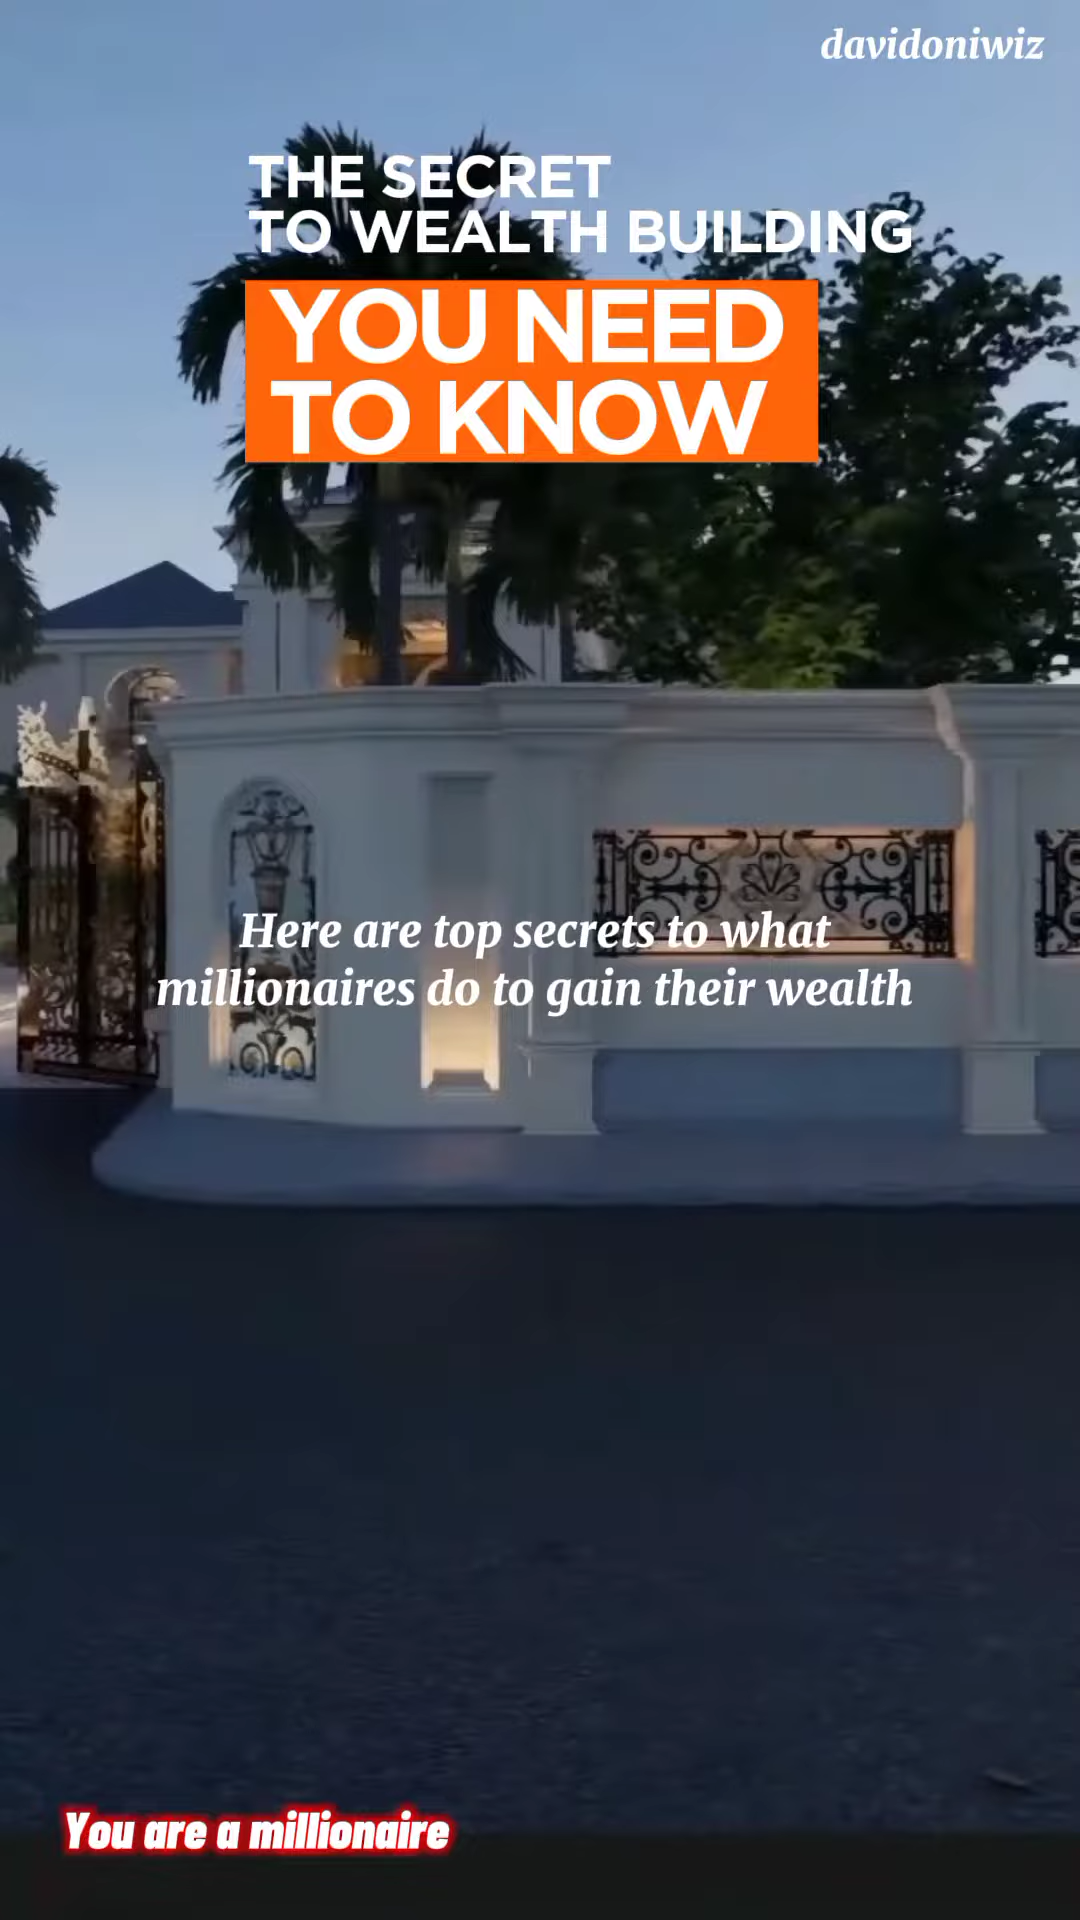 davidoniwiz
THE SECRET
TO WEALTH BUILDING
YOU NEED
TO KNOW
Here are top secrets to what
millionaires do to gain their wealth
You are a millionaire